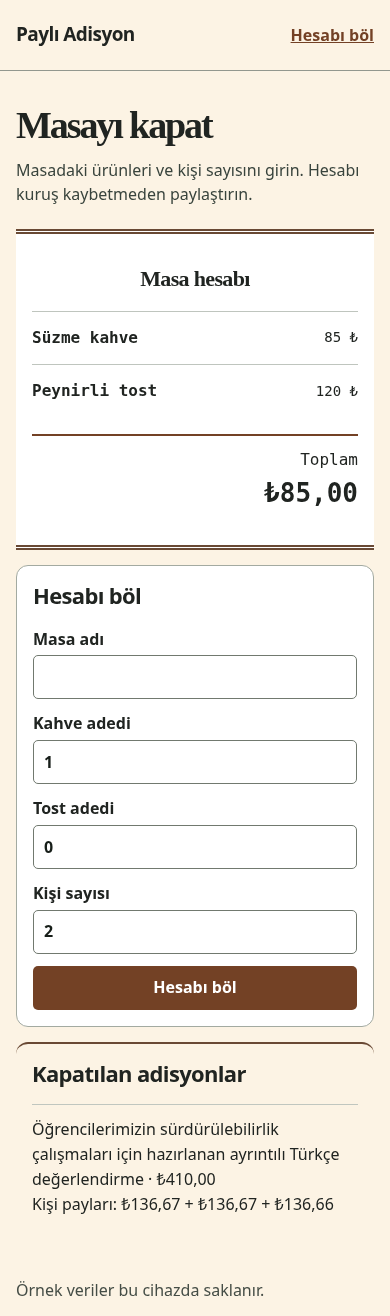 Paylı Adisyon
Hesabı böl
Masayı kapat
Masadaki ürünleri ve kişi sayısını girin. Hesabı
kuruş kaybetmeden paylaştırın.
Masa hesabı
Süzme kahve 85 ₺
Peynirli tost 120 ₺
Toplam
₺85,00
Hesabı böl
Masa adı
Kahve adedi
1
Tost adedi
0
Kişi sayısı
2
Hesabı böl
Kapatılan adisyonlar
Öğrencilerimizin sürdürülebilirlik
çalışmaları için hazırlanan ayrıntılı Türkçe
değerlendirme · ₺410,00
Kişi payları: ₺136,67 + ₺136,67 + ₺136,66
Örnek veriler bu cihazda saklanır.